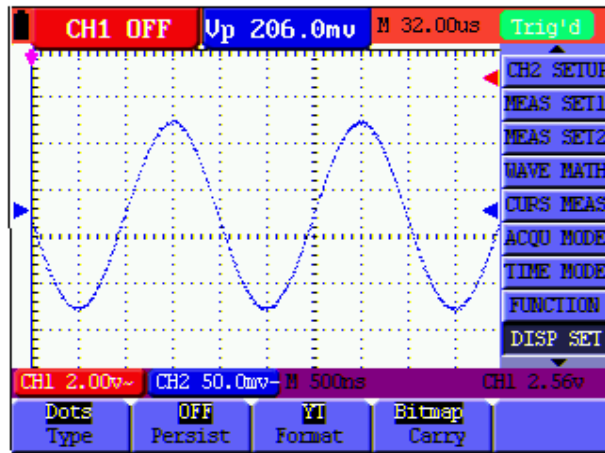 CH1 OFF Vp 206.0mv M 32.00us Trig'd
CH2 SETUP
MEAS SET1
MEAS SET2
WAVE MATH
CURS MEAS
ACQU MODE
TIME MODE
FUNCTION
DISP SET
CH1 2.00v~ CH2 50.0mv- M 500ns CH1 2.56v
Dots OFF YT Bitmap
Type Persist Format Carry